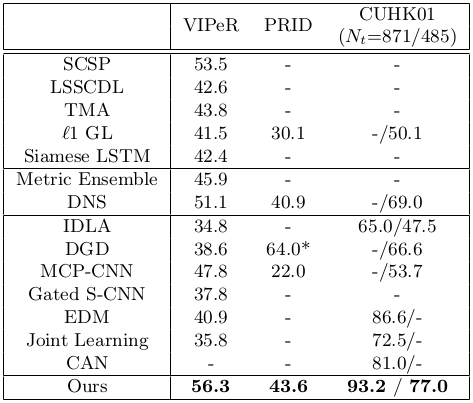 VIPeR PRID CUHK01
(Nt=871/485)
SCSP 53.5 - -
LSSCDL 42.6 - -
TMA 43.8 - -
ℓ1 GL 41.5 30.1 -/50.1
Siamese LSTM 42.4 - -
Metric Ensemble 45.9 - -
DNS 51.1 40.9 -/69.0
IDLA 34.8 - 65.0/47.5
DGD 38.6 64.0* -/66.6
MCP-CNN 47.8 22.0 -/53.7
Gated S-CNN 37.8 - -
EDM 40.9 - 86.6/-
Joint Learning 35.8 - 72.5/-
CAN - - 81.0/-
Ours 56.3 43.6 93.2 / 77.0